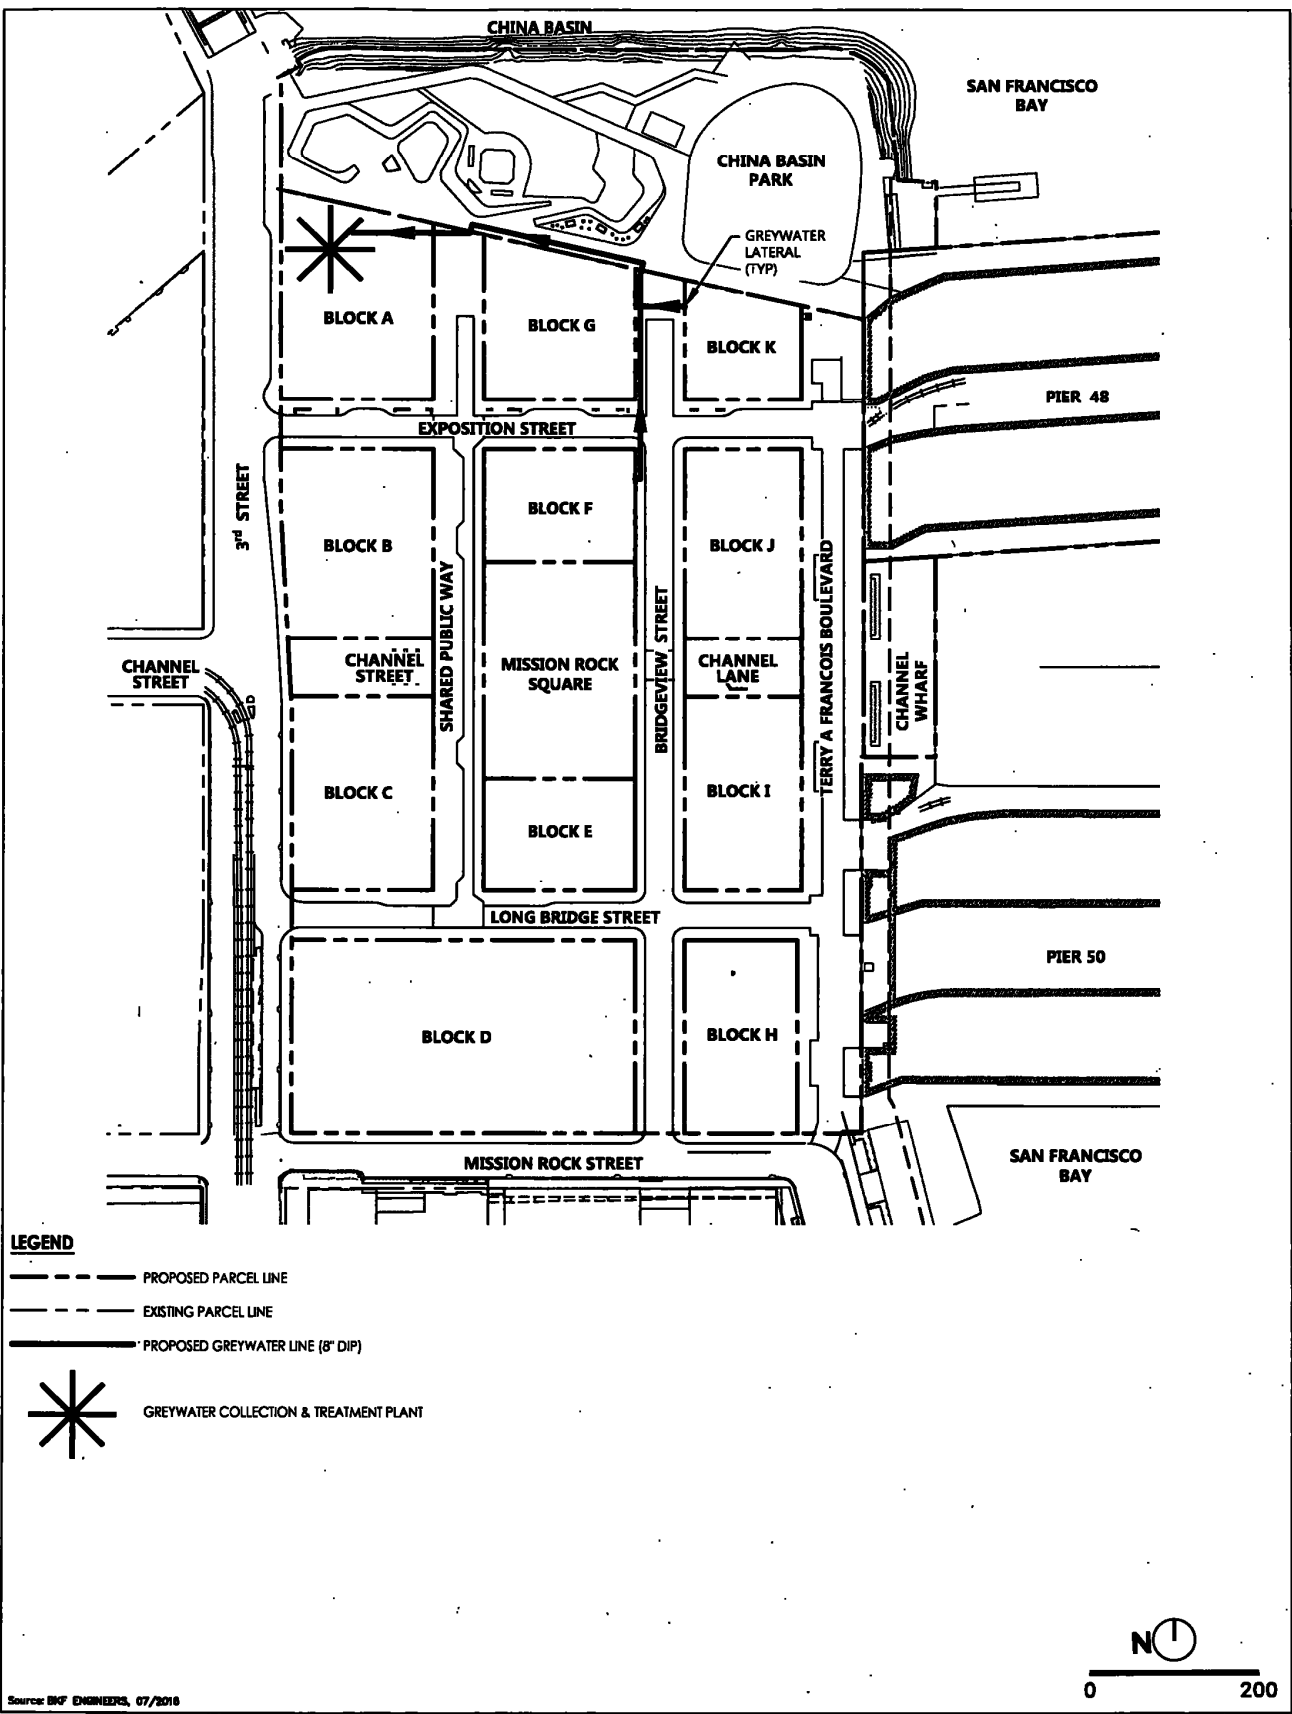 CHINA BASIN
SAN FRANCISCO
BAY
CHINA BASIN
PARK
GREYWATER
LATERAL
(TYP)
BLOCK A
BLOCK G
BLOCK K
PIER 48
EXPOSITION STREET
3rd STREET
BLOCK B
BLOCK F
BLOCK J
SHARED PUBLIC WAY
BRIDGEVIEW STREET
TERRY A FRANCOIS BOULEVARD
CHANNEL
STREET
CHANNEL
STREET
MISSION ROCK
SQUARE
CHANNEL
LANE
CHANNEL
WHARF
BLOCK C
BLOCK E
BLOCK I
LONG BRIDGE STREET
PIER 50
BLOCK D
BLOCK H
MISSION ROCK STREET
SAN FRANCISCO
BAY
LEGEND
PROPOSED PARCEL LINE
EXISTING PARCEL LINE
PROPOSED GREYWATER LINE (8" DIP)
GREYWATER COLLECTION & TREATMENT PLANT
N
0 200
Source: BKF ENGINEERS, 07/2016